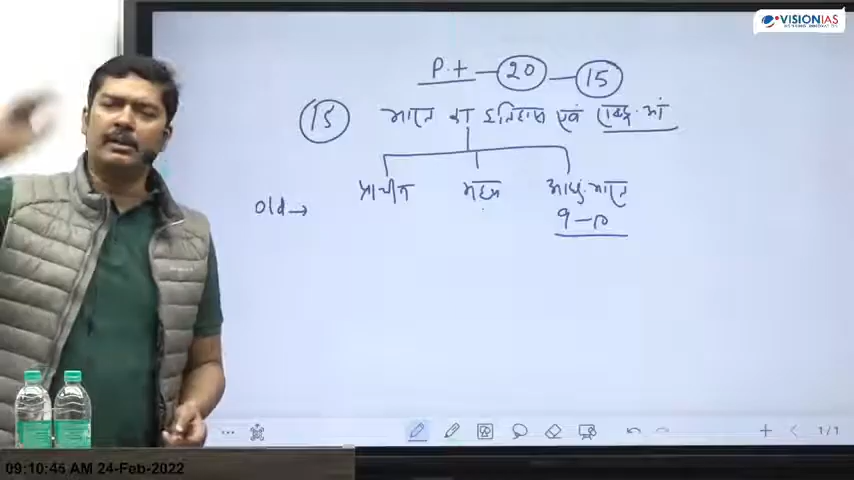 VISIONIAS
P.t — 20 — 15
15 भारत का इतिहास एवं
प्राचीन मध्य आधु. भारत
Old →
9 – 10
1/1
09:10:45 AM 24-Feb-2022